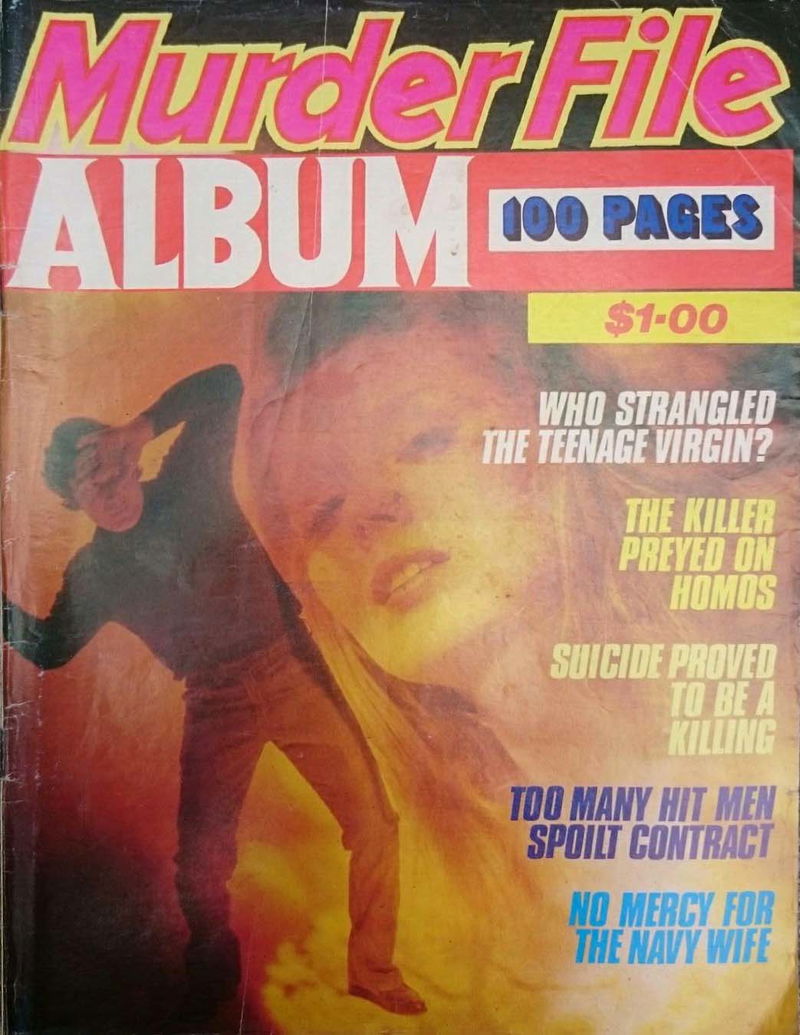 Murder File
ALBUM
100 PAGES
$1-00
WHO STRANGLED
THE TEENAGE VIRGIN?
THE KILLER
PREYED ON
HOMOS
SUICIDE PROVED
TO BE A
KILLING
TOO MANY HIT MEN
SPOILT CONTRACT
NO MERCY FOR
THE NAVY WIFE